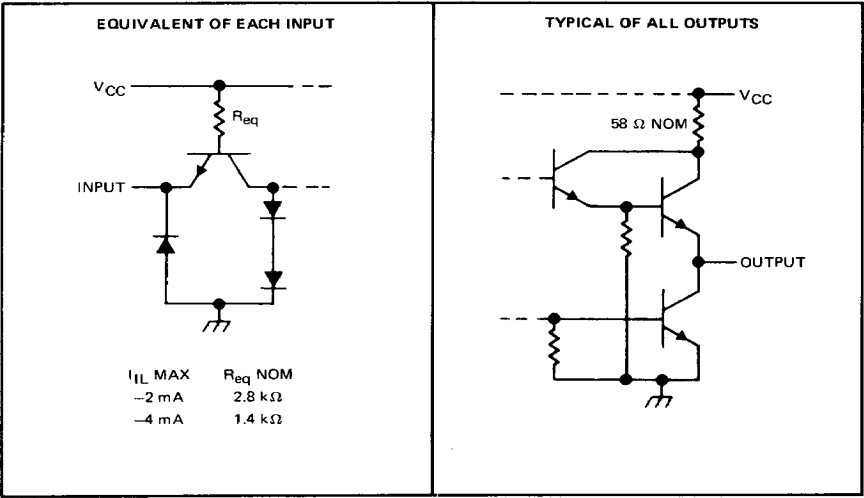 EQUIVALENT OF EACH INPUT
VCC
Req
INPUT
IIL MAX Req NOM
–2 mA 2.8 kΩ
–4 mA 1.4 kΩ
TYPICAL OF ALL OUTPUTS
VCC
58 Ω NOM
OUTPUT